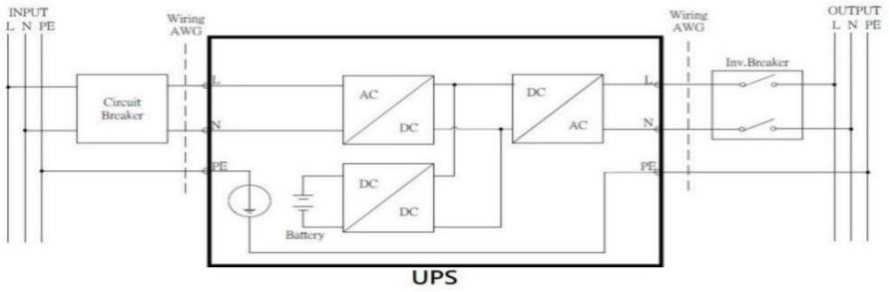 INPUT
L N PE
Wiring
AWG
Wiring
AWG
OUTPUT
L N PE
Circuit
Breaker
L
N
PE
AC
DC
DC
AC
DC
DC
Battery
L
N
PE
Inv.Breaker
UPS